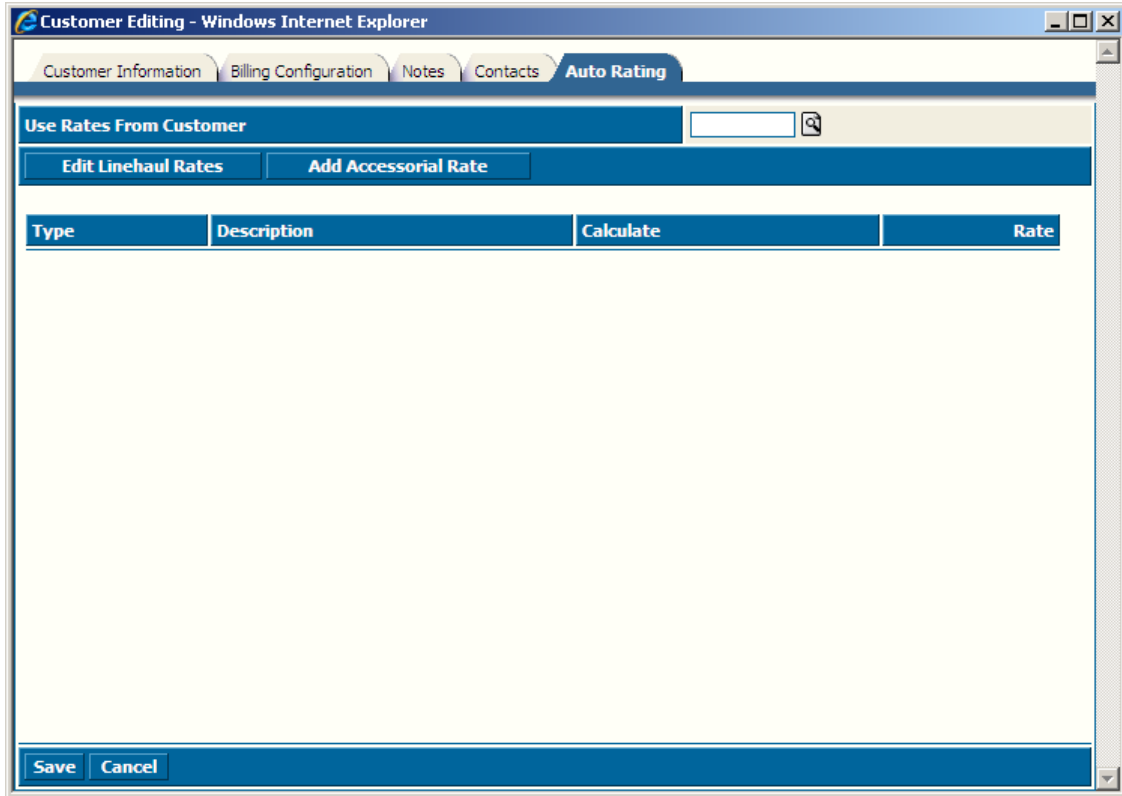 Customer Editing - Windows Internet Explorer
Customer Information Billing Configuration Notes Contacts Auto Rating
Use Rates From Customer
Edit Linehaul Rates Add Accessorial Rate
Type Description Calculate Rate
Save Cancel